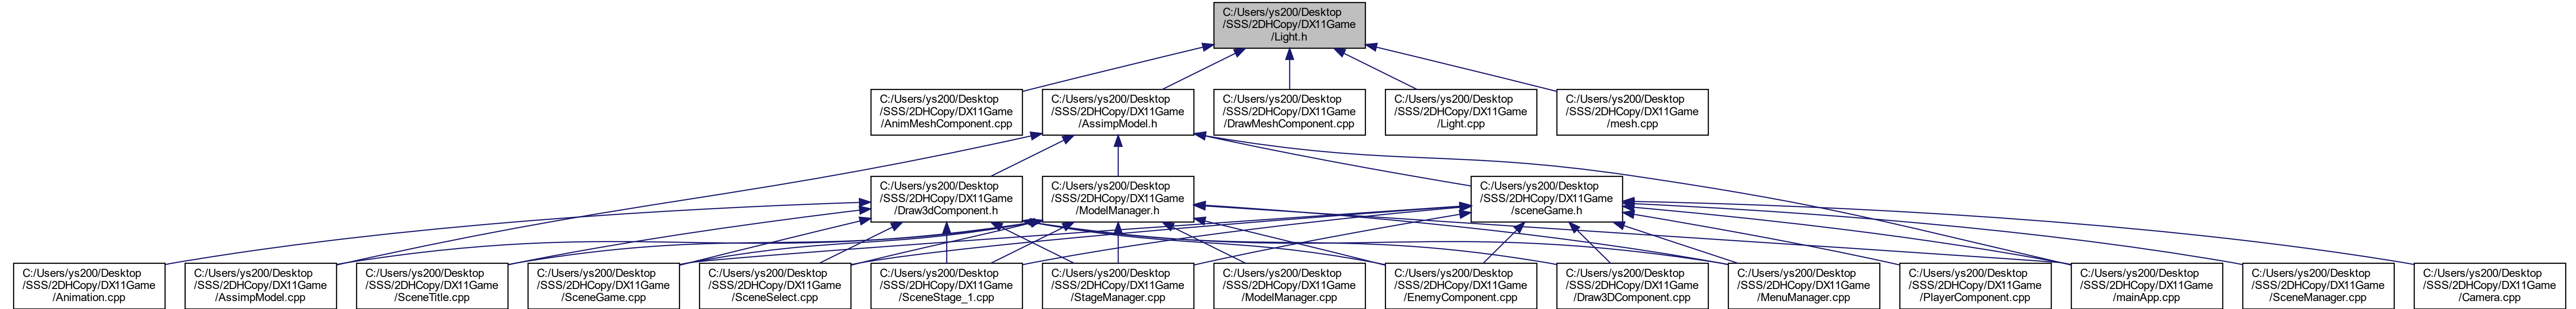 C:/Users/ys200/Desktop
/SSS/2DHCopy/DX11Game
/Light.h
C:/Users/ys200/Desktop
/SSS/2DHCopy/DX11Game
/AnimMeshComponent.cpp
C:/Users/ys200/Desktop
/SSS/2DHCopy/DX11Game
/AssimpModel.h
C:/Users/ys200/Desktop
/SSS/2DHCopy/DX11Game
/DrawMeshComponent.cpp
C:/Users/ys200/Desktop
/SSS/2DHCopy/DX11Game
/Light.cpp
C:/Users/ys200/Desktop
/SSS/2DHCopy/DX11Game
/mesh.cpp
C:/Users/ys200/Desktop
/SSS/2DHCopy/DX11Game
/Draw3dComponent.h
C:/Users/ys200/Desktop
/SSS/2DHCopy/DX11Game
/ModelManager.h
C:/Users/ys200/Desktop
/SSS/2DHCopy/DX11Game
/sceneGame.h
C:/Users/ys200/Desktop
/SSS/2DHCopy/DX11Game
/Animation.cpp
C:/Users/ys200/Desktop
/SSS/2DHCopy/DX11Game
/AssimpModel.cpp
C:/Users/ys200/Desktop
/SSS/2DHCopy/DX11Game
/SceneTitle.cpp
C:/Users/ys200/Desktop
/SSS/2DHCopy/DX11Game
/SceneGame.cpp
C:/Users/ys200/Desktop
/SSS/2DHCopy/DX11Game
/SceneSelect.cpp
C:/Users/ys200/Desktop
/SSS/2DHCopy/DX11Game
/SceneStage_1.cpp
C:/Users/ys200/Desktop
/SSS/2DHCopy/DX11Game
/StageManager.cpp
C:/Users/ys200/Desktop
/SSS/2DHCopy/DX11Game
/ModelManager.cpp
C:/Users/ys200/Desktop
/SSS/2DHCopy/DX11Game
/EnemyComponent.cpp
C:/Users/ys200/Desktop
/SSS/2DHCopy/DX11Game
/Draw3DComponent.cpp
C:/Users/ys200/Desktop
/SSS/2DHCopy/DX11Game
/MenuManager.cpp
C:/Users/ys200/Desktop
/SSS/2DHCopy/DX11Game
/PlayerComponent.cpp
C:/Users/ys200/Desktop
/SSS/2DHCopy/DX11Game
/mainApp.cpp
C:/Users/ys200/Desktop
/SSS/2DHCopy/DX11Game
/SceneManager.cpp
C:/Users/ys200/Desktop
/SSS/2DHCopy/DX11Game
/Camera.cpp